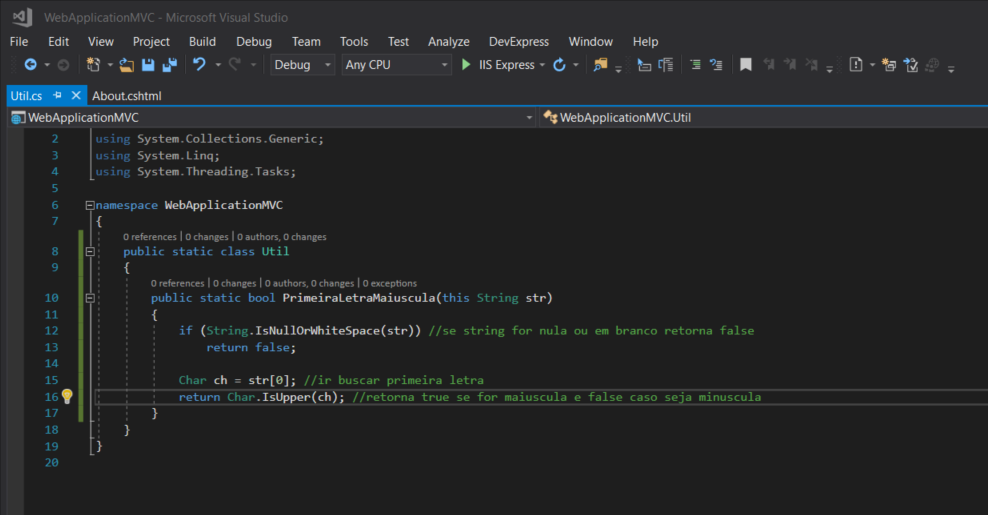 WebApplicationMVC - Microsoft Visual Studio
File Edit View Project Build Debug Team Tools Test Analyze DevExpress Window Help
Debug Any CPU IIS Express
Util.cs About.cshtml
WebApplicationMVC WebApplicationMVC.Util
2 using System.Collections.Generic;
3 using System.Linq;
4 using System.Threading.Tasks;
5
6 namespace WebApplicationMVC
7 {
0 references | 0 changes | 0 authors, 0 changes
8 public static class Util
9 {
0 references | 0 changes | 0 authors, 0 changes | 0 exceptions
10 public static bool PrimeiraLetraMaiuscula(this String str)
11 {
12 if (String.IsNullOrWhiteSpace(str)) //se string for nula ou em branco retorna false
13 return false;
14
15 Char ch = str[0]; //ir buscar primeira letra
16 return Char.IsUpper(ch); //retorna true se for maiuscula e false caso seja minuscula
17 }
18 }
19 }
20